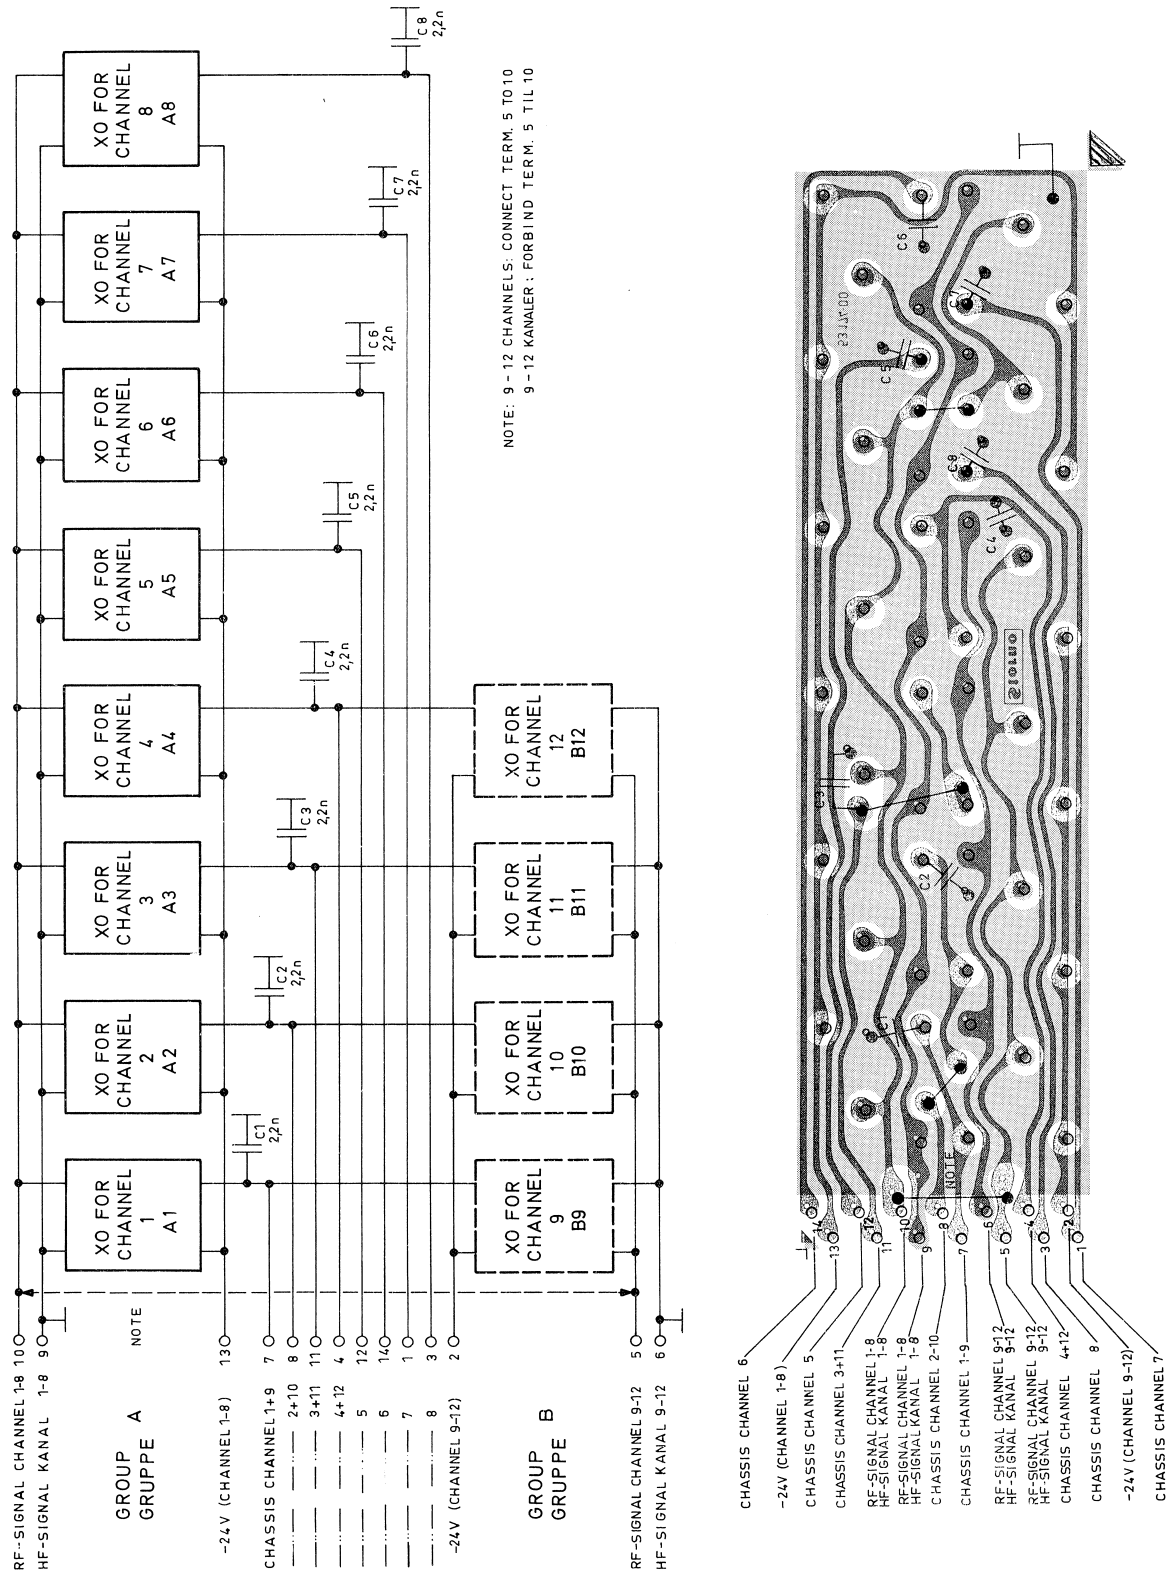 RF-SIGNAL CHANNEL 1-8 10
HF-SIGNAL KANAL 1-8 9
GROUP A
GRUPPE
NOTE
-24V (CHANNEL 1-8) 13
CHASSIS CHANNEL 1+9 7
2+10 8
3+11 11
4+12 4
5 12
6 14
7 1
8 3
-24V (CHANNEL 9-12) 2
GROUP B
GRUPPE
RF-SIGNAL CHANNEL 9-12 5
HF-SIGNAL KANAL 9-12 6
XO FOR
CHANNEL
1
A1
XO FOR
CHANNEL
2
A2
XO FOR
CHANNEL
3
A3
XO FOR
CHANNEL
4
A4
XO FOR
CHANNEL
5
A5
XO FOR
CHANNEL
6
A6
XO FOR
CHANNEL
7
A7
XO FOR
CHANNEL
8
A8
C1
2,2n
C2
2,2n
C3
2,2n
C4
2,2n
C5
2,2n
C6
2,2n
C7
2,2n
C8
2,2n
XO FOR
CHANNEL
9
B9
XO FOR
CHANNEL
10
B10
XO FOR
CHANNEL
11
B11
XO FOR
CHANNEL
12
B12
NOTE: 9-12 CHANNELS: CONNECT TERM. 5 TO 10
9-12 KANALER: FORBIND TERM. 5 TIL 10
CHASSIS CHANNEL 6
-24V (CHANNEL 1-8)
CHASSIS CHANNEL 5
CHASSIS CHANNEL 3+11
RF-SIGNAL CHANNEL 1-8
HF-SIGNAL KANAL 1-8
RF-SIGNAL CHANNEL 1-8
HF-SIGNAL KANAL 1-8
CHASSIS CHANNEL 2-10
CHASSIS CHANNEL 1-9
RF-SIGNAL CHANNEL 9-12
HF-SIGNAL KANAL 9-12
RF-SIGNAL CHANNEL 9-12
HF-SIGNAL KANAL 9-12
CHASSIS CHANNEL 4+12
CHASSIS CHANNEL 8
-24V (CHANNEL 9-12)
CHASSIS CHANNEL 7
14
13
12
11
10
9
8
7
6
5
4
3
2
1
NOTE
C1
C2
C3
C4
C5
C6
C7
C8